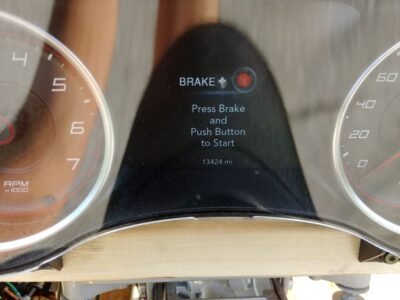 4
5
6
7
RPM
x1000
BRAKE +
Press Brake
and
Push Button
to Start
13424 mi
60
40
20
0